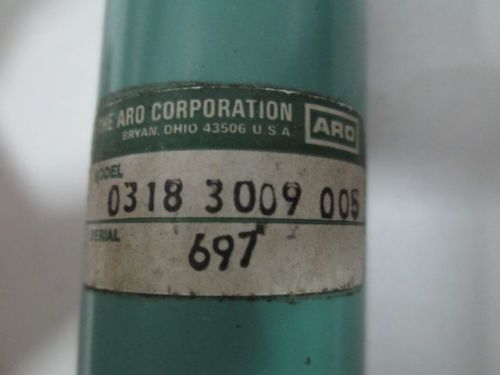 THE ARO CORPORATION
BRYAN, OHIO 43506 U.S.A.
ARO
MODEL
0318 3009 005
SERIAL
697